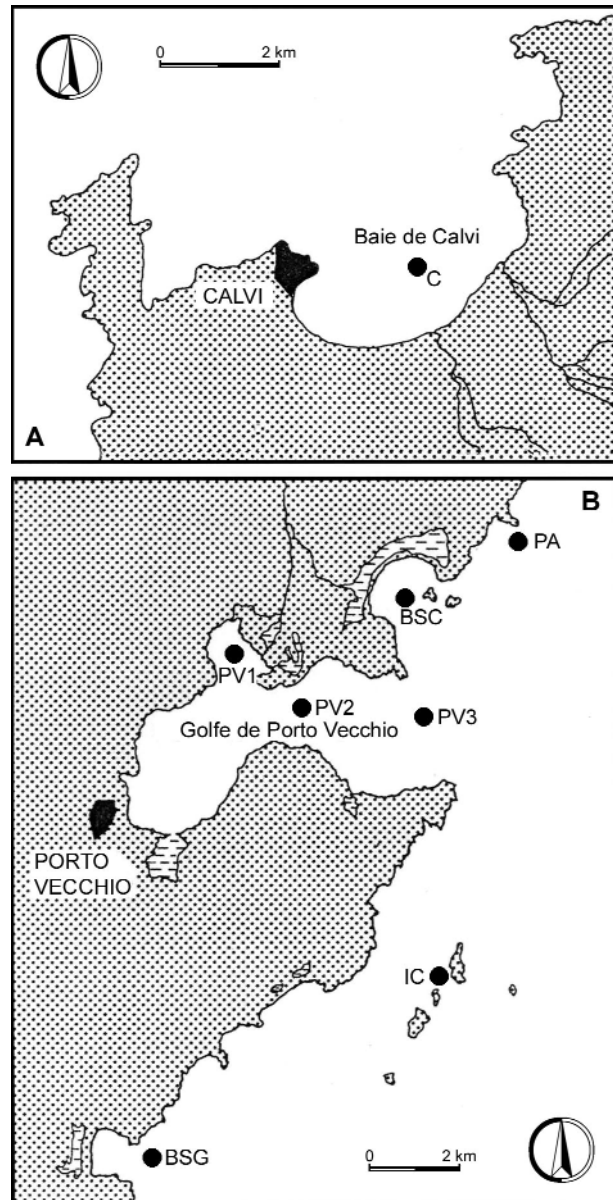 0 2 km
Baie de Calvi
C
CALVI
A
B
PA
BSC
PV1
PV2
Golfe de Porto Vecchio
PV3
PORTO
VECCHIO
IC
0 2 km
BSG